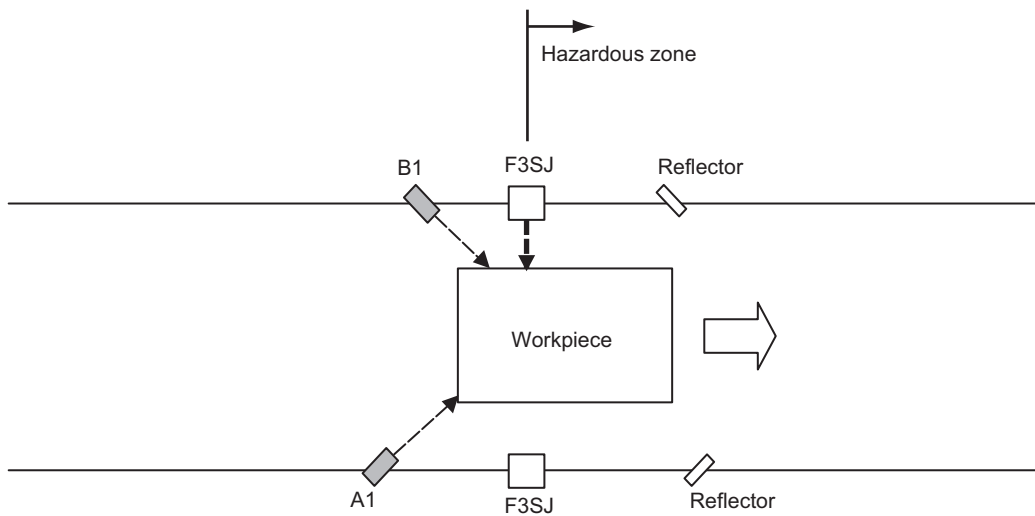 Hazardous zone
B1
F3SJ
Reflector
Workpiece
A1
F3SJ
Reflector